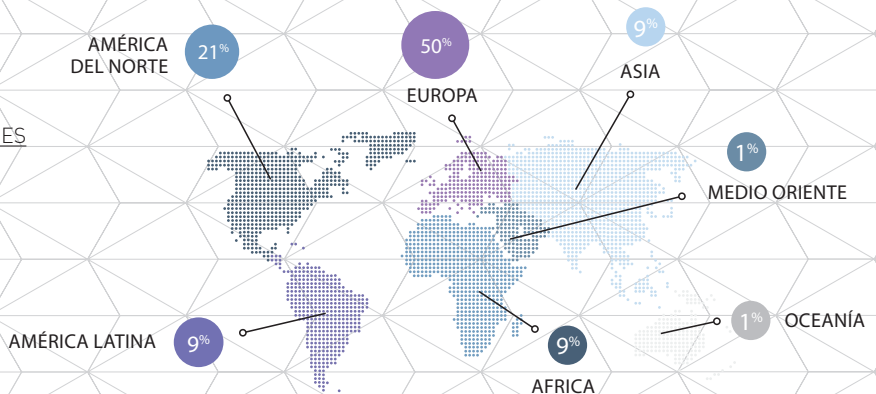 AMÉRICA
DEL NORTE
21%
50%
EUROPA
9%
ASIA
ES
1%
MEDIO ORIENTE
AMÉRICA LATINA
9%
9%
AFRICA
1%
OCEANÍA